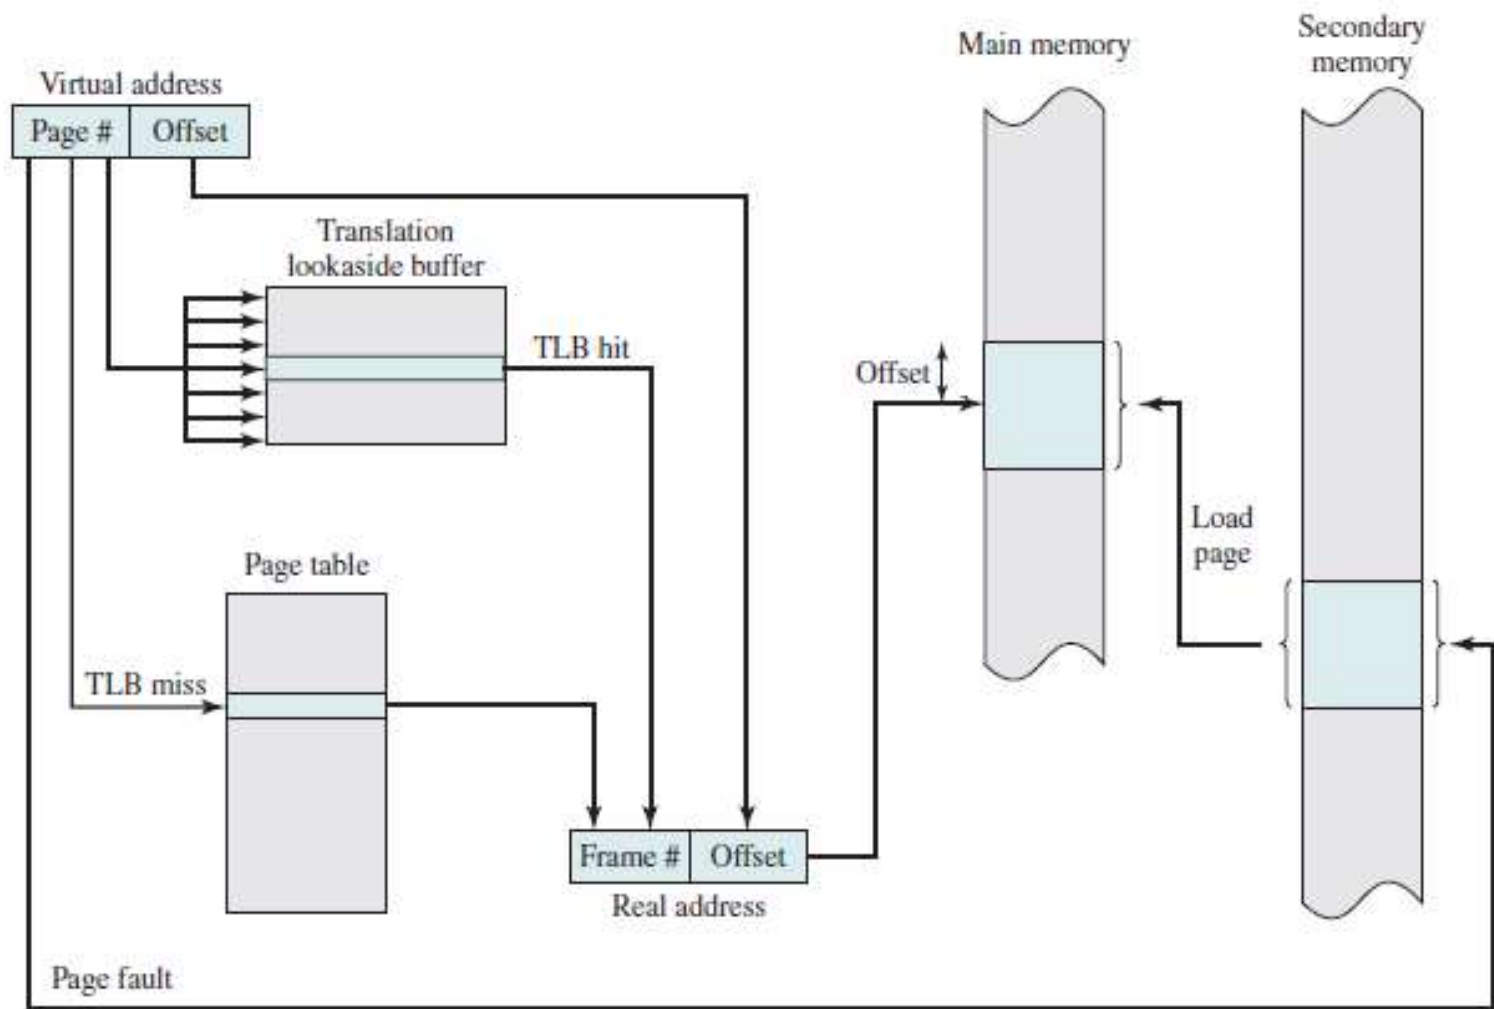 Secondary
memory
Main memory
Virtual address
Page # Offset
Translation
lookaside buffer
TLB hit
Offset
Load
page
Page table
TLB miss
Frame # Offset
Real address
Page fault